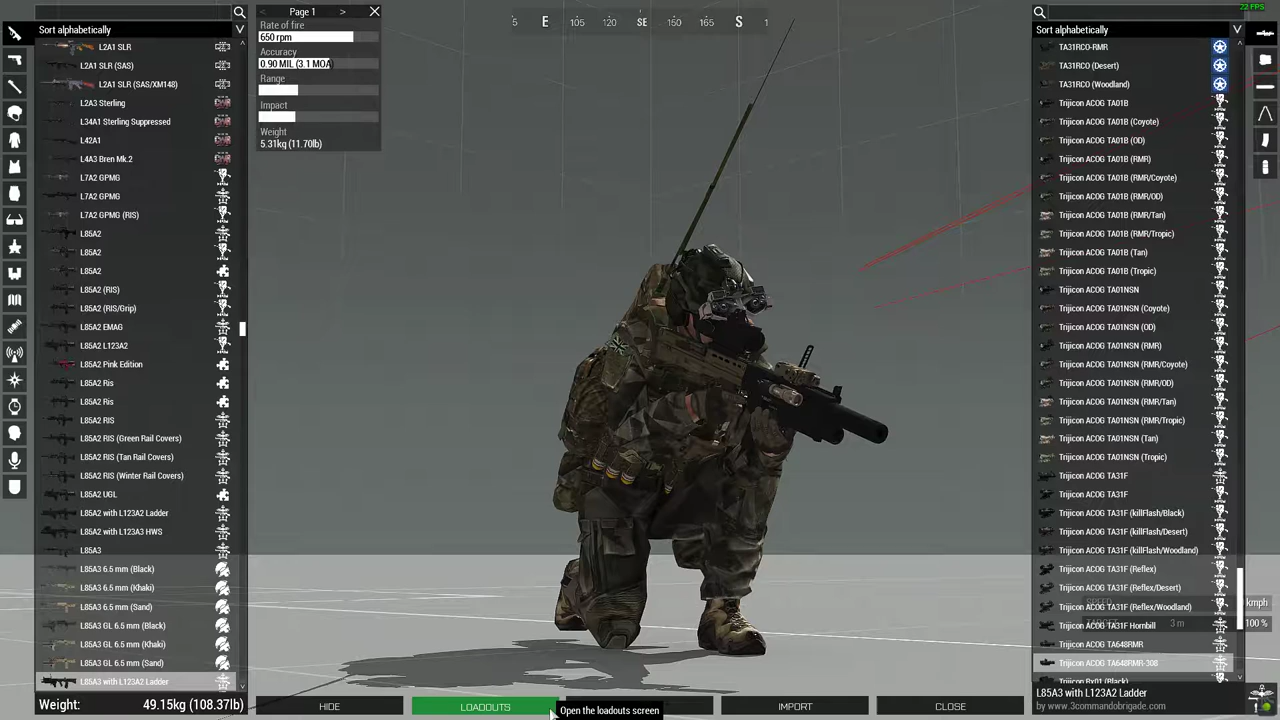 22 FPS
< Page 1 > X
Sort alphabetically
L2A1 SLR
L2A1 SLR (SAS)
L2A1 SLR (SAS/XM148)
L2A3 Sterling
L34A1 Sterling Suppressed
L42A1
L4A3 Bren Mk.2
L7A2 GPMG
L7A2 GPMG
L7A2 GPMG (RIS)
L85A2
L85A2
L85A2
L85A2 (RIS)
L85A2 (RIS/Grip)
L85A2 EMAG
L85A2 L123A2
L85A2 Pink Edition
L85A2 Ris
L85A2 Ris
L85A2 RIS
L85A2 RIS (Green Rail Covers)
L85A2 RIS (Tan Rail Covers)
L85A2 RIS (Winter Rail Covers)
L85A2 UGL
L85A2 with L123A2 Ladder
L85A2 with L123A3 HWS
L85A3
L85A3 6.5 mm (Black)
L85A3 6.5 mm (Khaki)
L85A3 6.5 mm (Sand)
L85A3 GL 6.5 mm (Black)
L85A3 GL 6.5 mm (Khaki)
L85A3 GL 6.5 mm (Sand)
L85A3 with L123A2 Ladder
Weight: 49.15kg (108.37lb)
Rate of fire
650 rpm
Accuracy
0.90 MIL (3.1 MOA)
Range
Impact
Weight
5.31kg (11.70lb)
E 105 120 SE 150 165 S
Sort alphabetically
TA31RCO-RMR
TA31RCO (Desert)
TA31RCO (Woodland)
Trijicon ACOG TA01B
Trijicon ACOG TA01B (Coyote)
Trijicon ACOG TA01B (OD)
Trijicon ACOG TA01B (RMR)
Trijicon ACOG TA01B (RMR/Coyote)
Trijicon ACOG TA01B (RMR/OD)
Trijicon ACOG TA01B (RMR/Tan)
Trijicon ACOG TA01B (RMR/Tropic)
Trijicon ACOG TA01B (Tan)
Trijicon ACOG TA01B (Tropic)
Trijicon ACOG TA01NSN
Trijicon ACOG TA01NSN (Coyote)
Trijicon ACOG TA01NSN (OD)
Trijicon ACOG TA01NSN (RMR)
Trijicon ACOG TA01NSN (RMR/Coyote)
Trijicon ACOG TA01NSN (RMR/OD)
Trijicon ACOG TA01NSN (RMR/Tan)
Trijicon ACOG TA01NSN (RMR/Tropic)
Trijicon ACOG TA01NSN (Tan)
Trijicon ACOG TA01NSN (Tropic)
Trijicon ACOG TA31F
Trijicon ACOG TA31F
Trijicon ACOG TA31F (killFlash/Black)
Trijicon ACOG TA31F (killFlash/Desert)
Trijicon ACOG TA31F (killFlash/Woodland)
Trijicon ACOG TA31F (Reflex)
Trijicon ACOG TA31F (Reflex/Desert)
Trijicon ACOG TA31F (Reflex/Woodland)
Trijicon ACOG TA31F Hornbill
Trijicon ACOG TA648RMR
Trijicon ACOG TA648RMR-308
Trijicon Rx01 (Black)
kmph
3 m 100 %
L85A3 with L123A2 Ladder
by www.3commandobrigade.com
HIDE
LOADOUTS
Open the loadouts screen
IMPORT
CLOSE